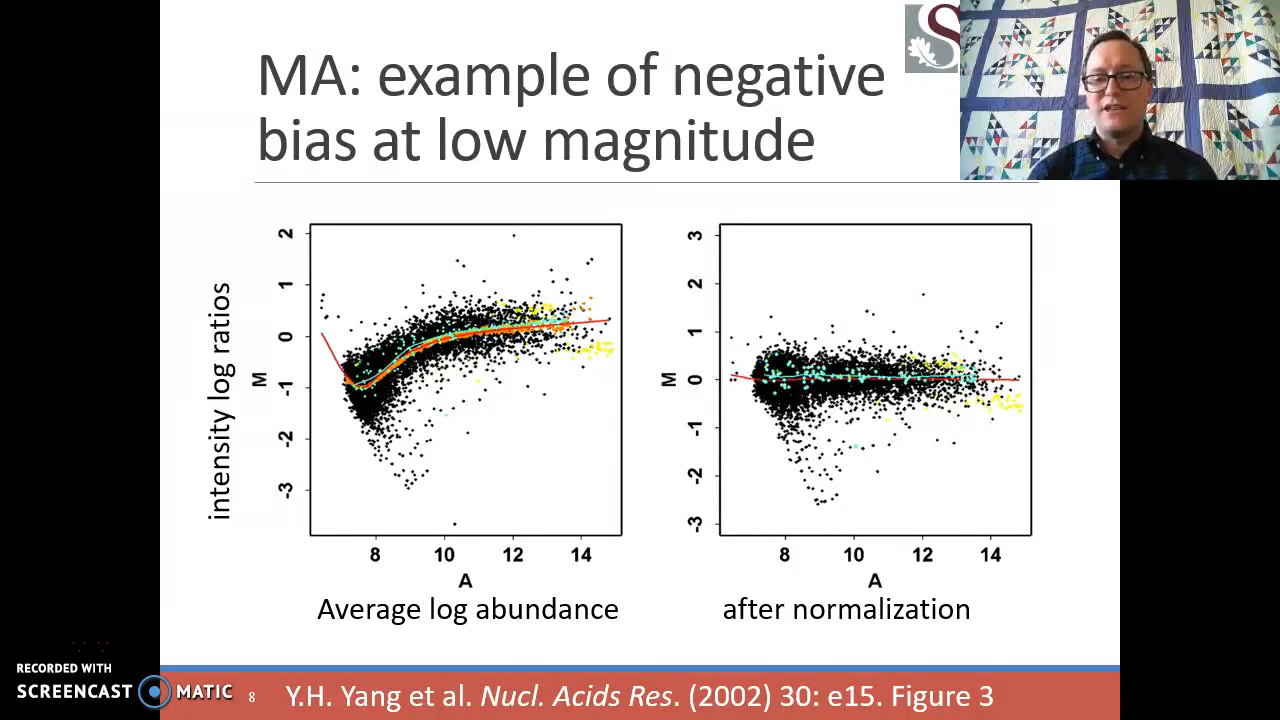 MA: example of negative
bias at low magnitude
S
intensity log ratios
M
2
1
0
-1
-2
-3
8 10 12 14
A
Average log abundance
M
3
2
1
0
-1
-2
-3
8 10 12 14
A
after normalization
RECORDED WITH
SCREENCAST MATIC
8
Y.H. Yang et al. Nucl. Acids Res. (2002) 30: e15. Figure 3